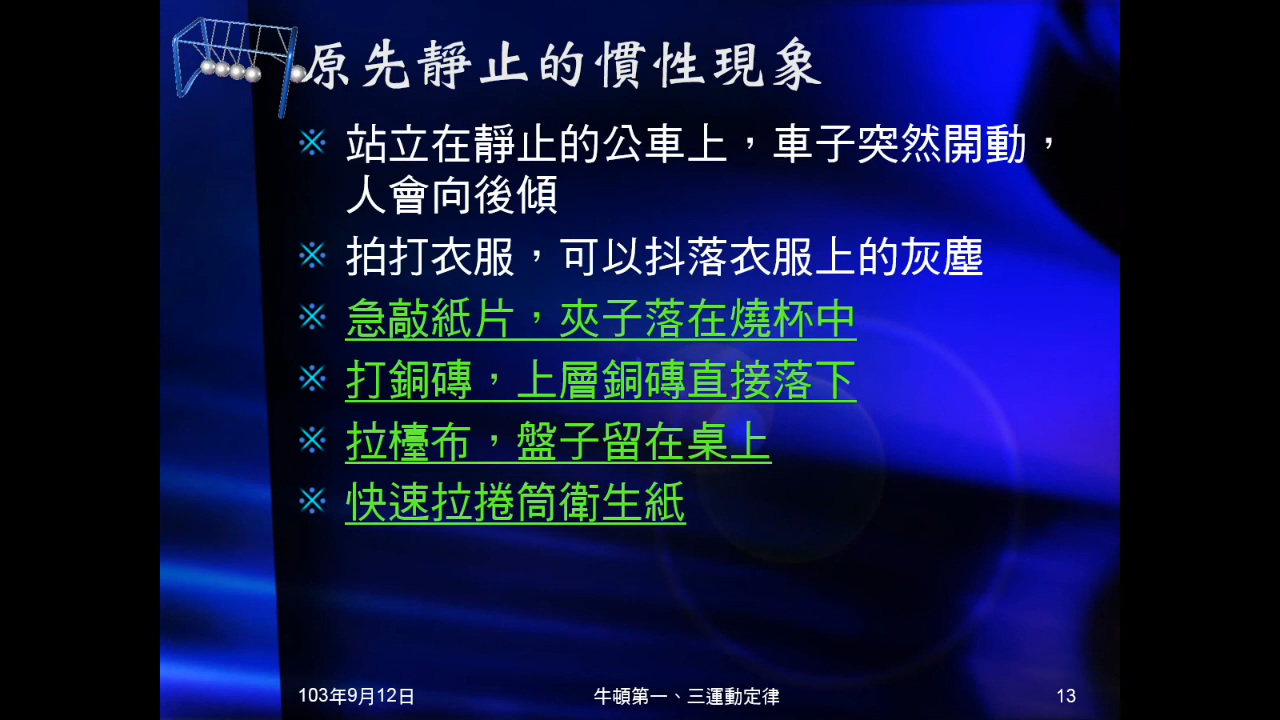 原先靜止的慣性現象
※ 站立在靜止的公車上，車子突然開動，
人會向後傾
※ 拍打衣服，可以抖落衣服上的灰塵
※ 急敲紙片，夾子落在燒杯中
※ 打銅磚，上層銅磚直接落下
※ 拉檯布，盤子留在桌上
※ 快速拉捲筒衛生紙
103年9月12日 牛頓第一、三運動定律 13